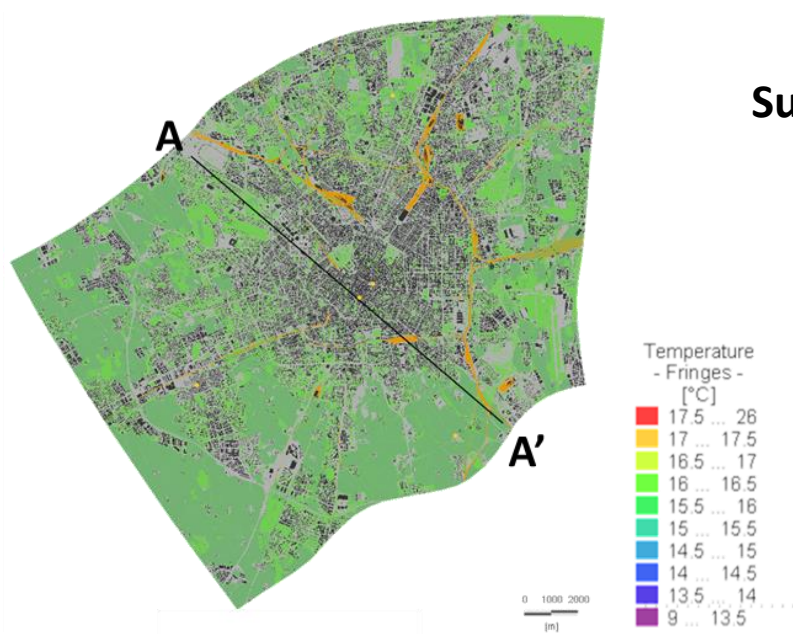 Su
A
A’
Temperature
- Fringes -
[°C]
17.5 ... 26
17 ... 17.5
16.5 ... 17
16 ... 16.5
15.5 ... 16
15 ... 15.5
14.5 ... 15
14 ... 14.5
13.5 ... 14
9 ... 13.5
0 1000 2000
[m]